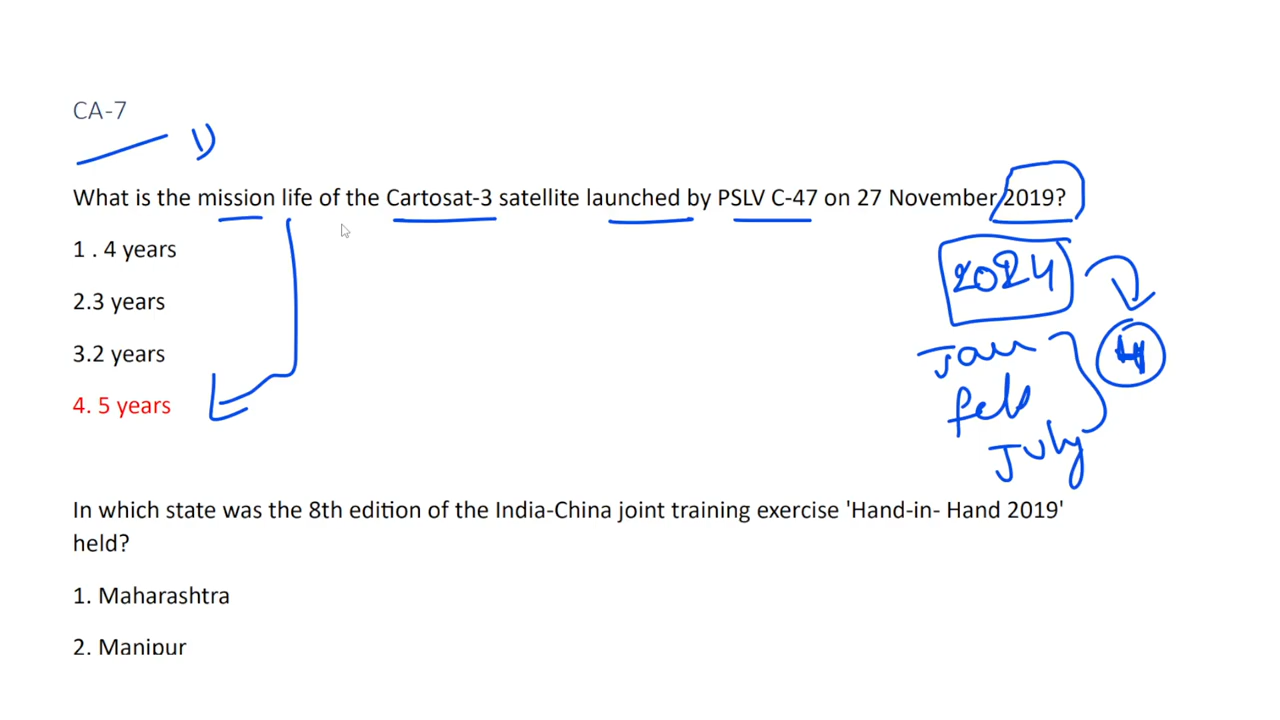 CA-7
1)
What is the mission life of the Cartosat-3 satellite launched by PSLV C-47 on 27 November 2019?
1 . 4 years
2024
2.3 years
3.2 years
Jan
4. 5 years
Feb
July
In which state was the 8th edition of the India-China joint training exercise 'Hand-in- Hand 2019'
held?
1. Maharashtra
2. Manipur